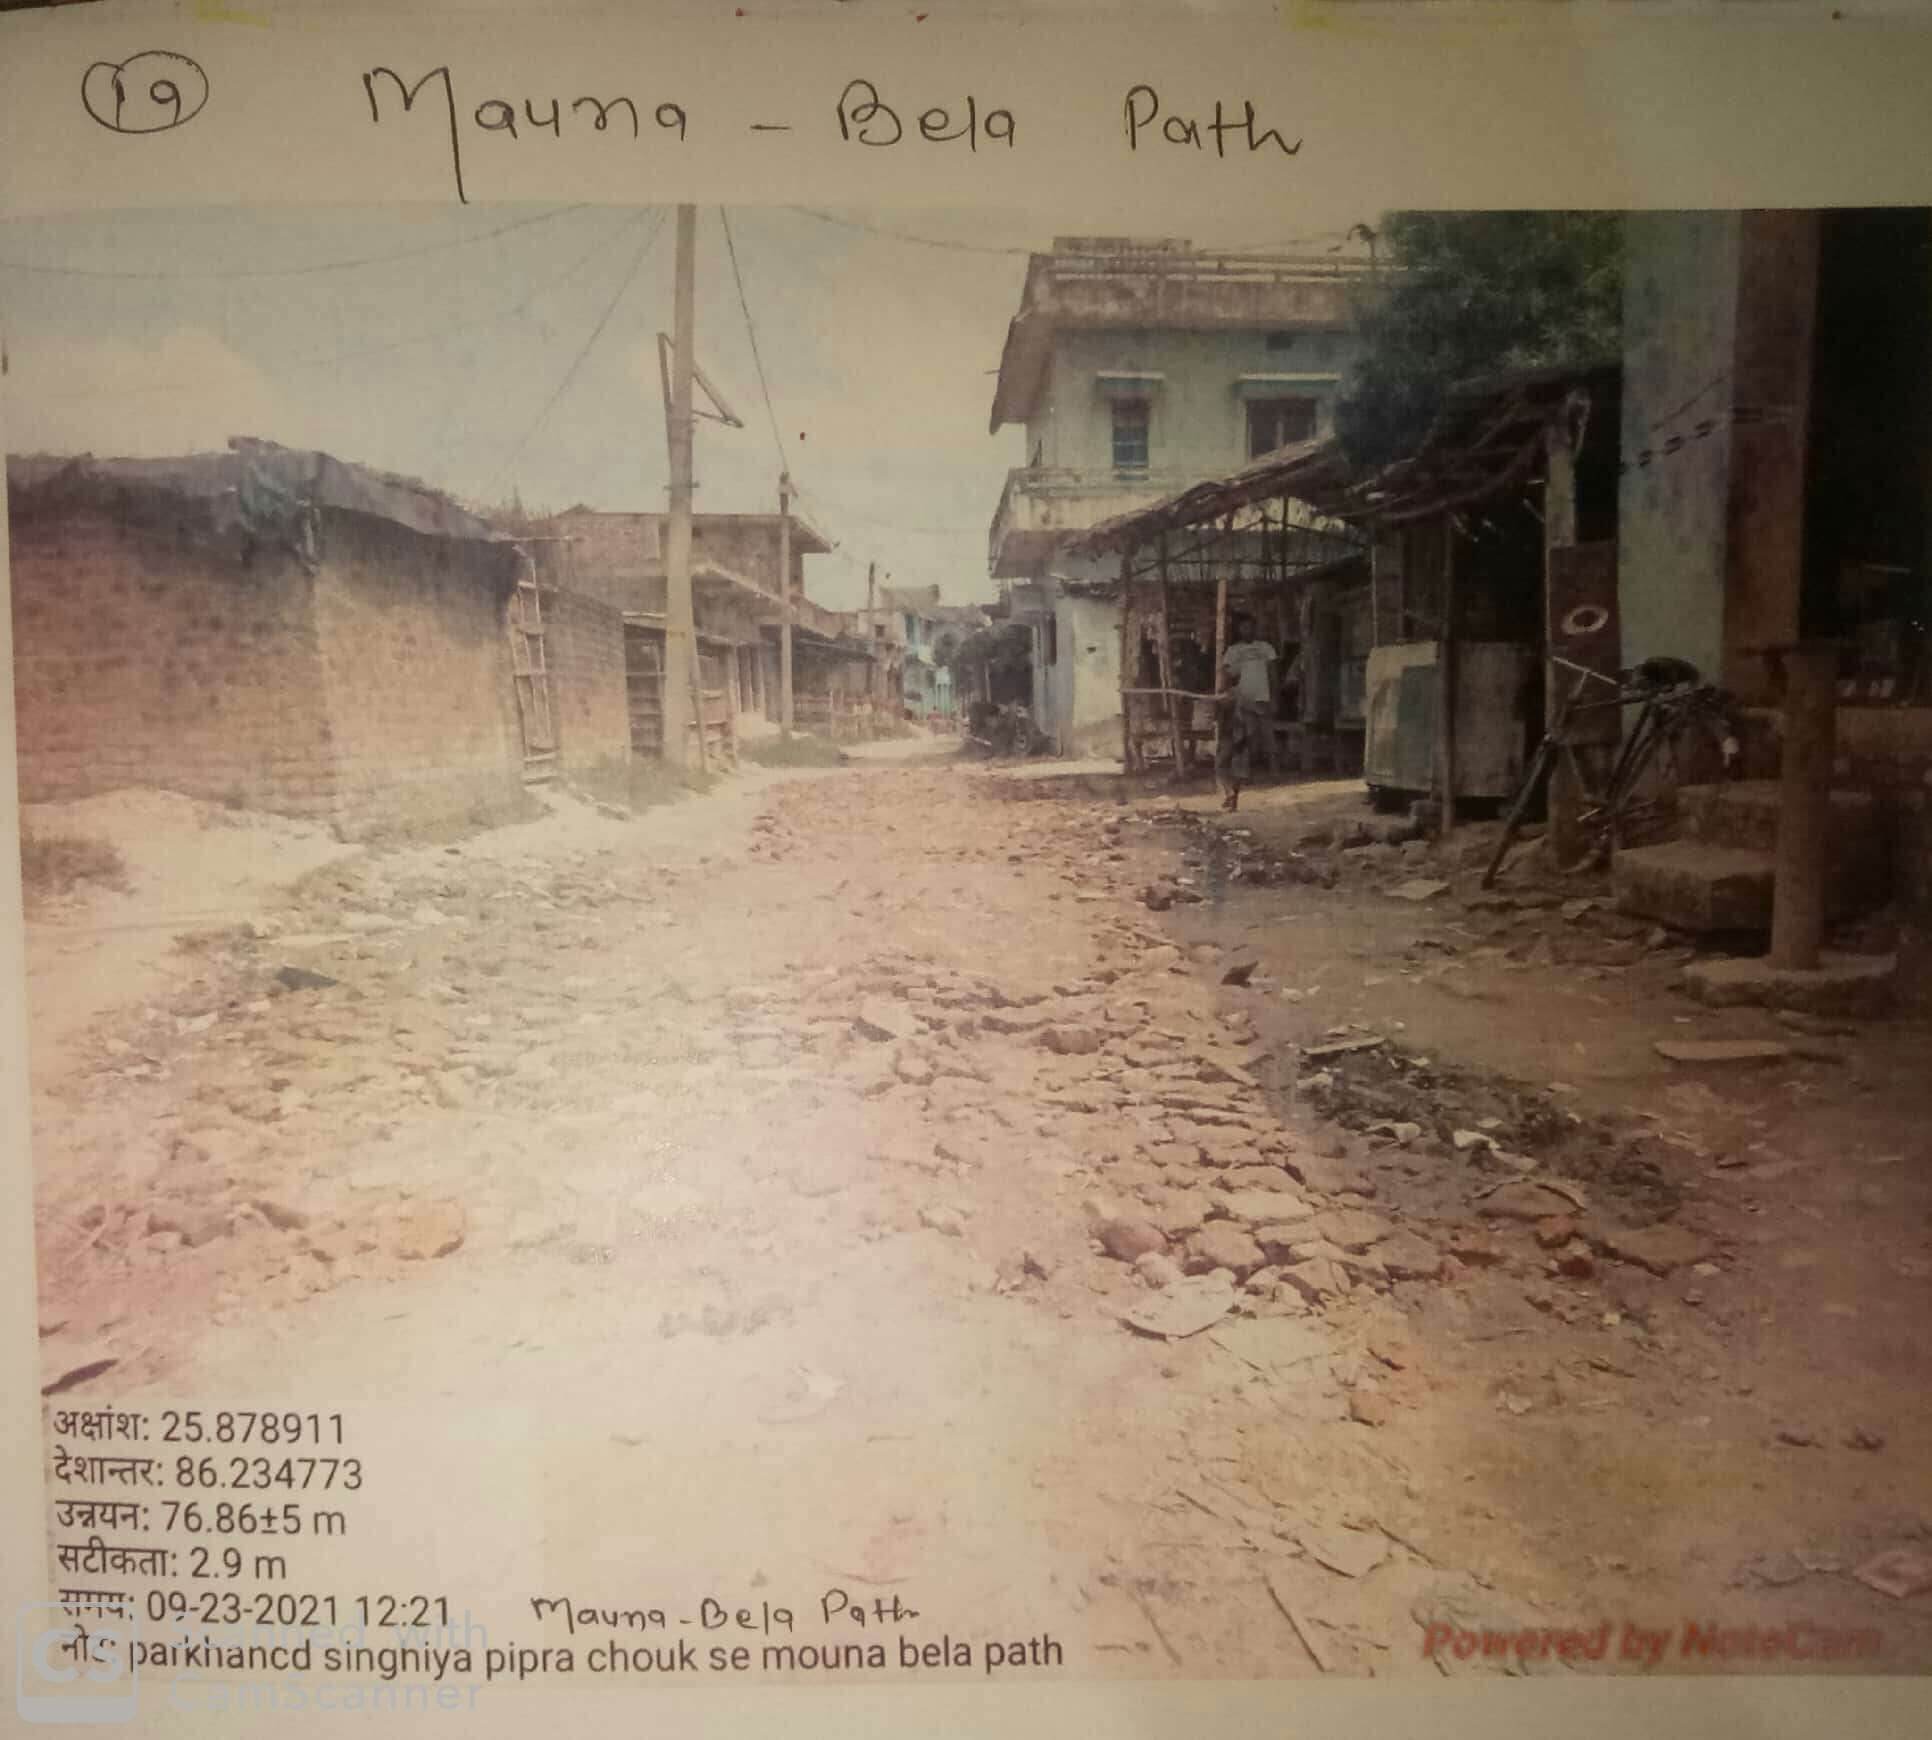 19 Mauna - Bela Path
अक्षांश: 25.878911
देशान्तर: 86.234773
उन्नयन: 76.86±5 m
सटीकता: 2.9 m
समय: 09-23-2021 12:21 Mauna - Bela Path
नोट: parkhancd singhiya pipra chouk se mouna bela path
Powered by NoteCam
CS Scanned with
CamScanner